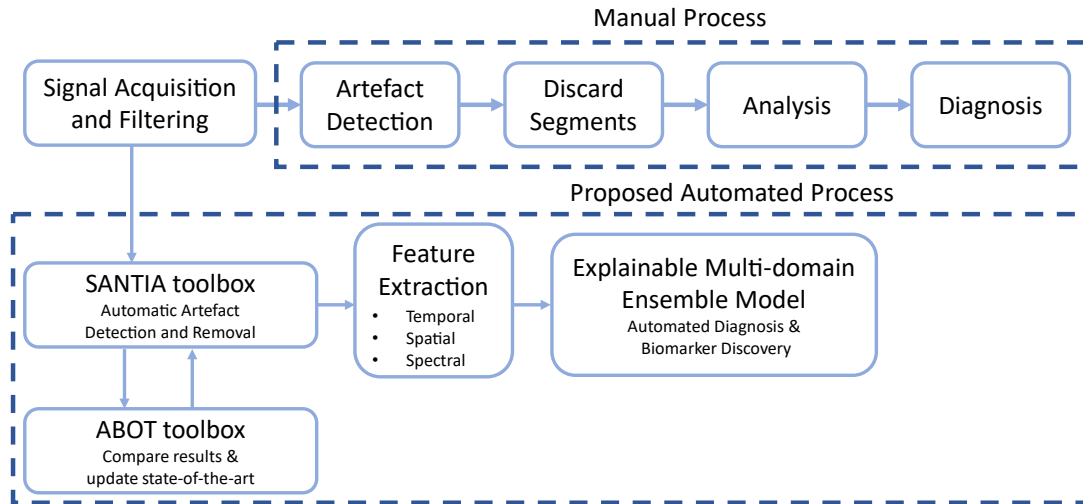 Manual Process
Signal Acquisition
and Filtering
Artefact
Detection
Discard
Segments
Analysis
Diagnosis
Proposed Automated Process
SANTIA toolbox
Automatic Artefact
Detection and Removal
Feature
Extraction
• Temporal
• Spatial
• Spectral
Explainable Multi-domain
Ensemble Model
Automated Diagnosis &
Biomarker Discovery
ABOT toolbox
Compare results &
update state-of-the-art